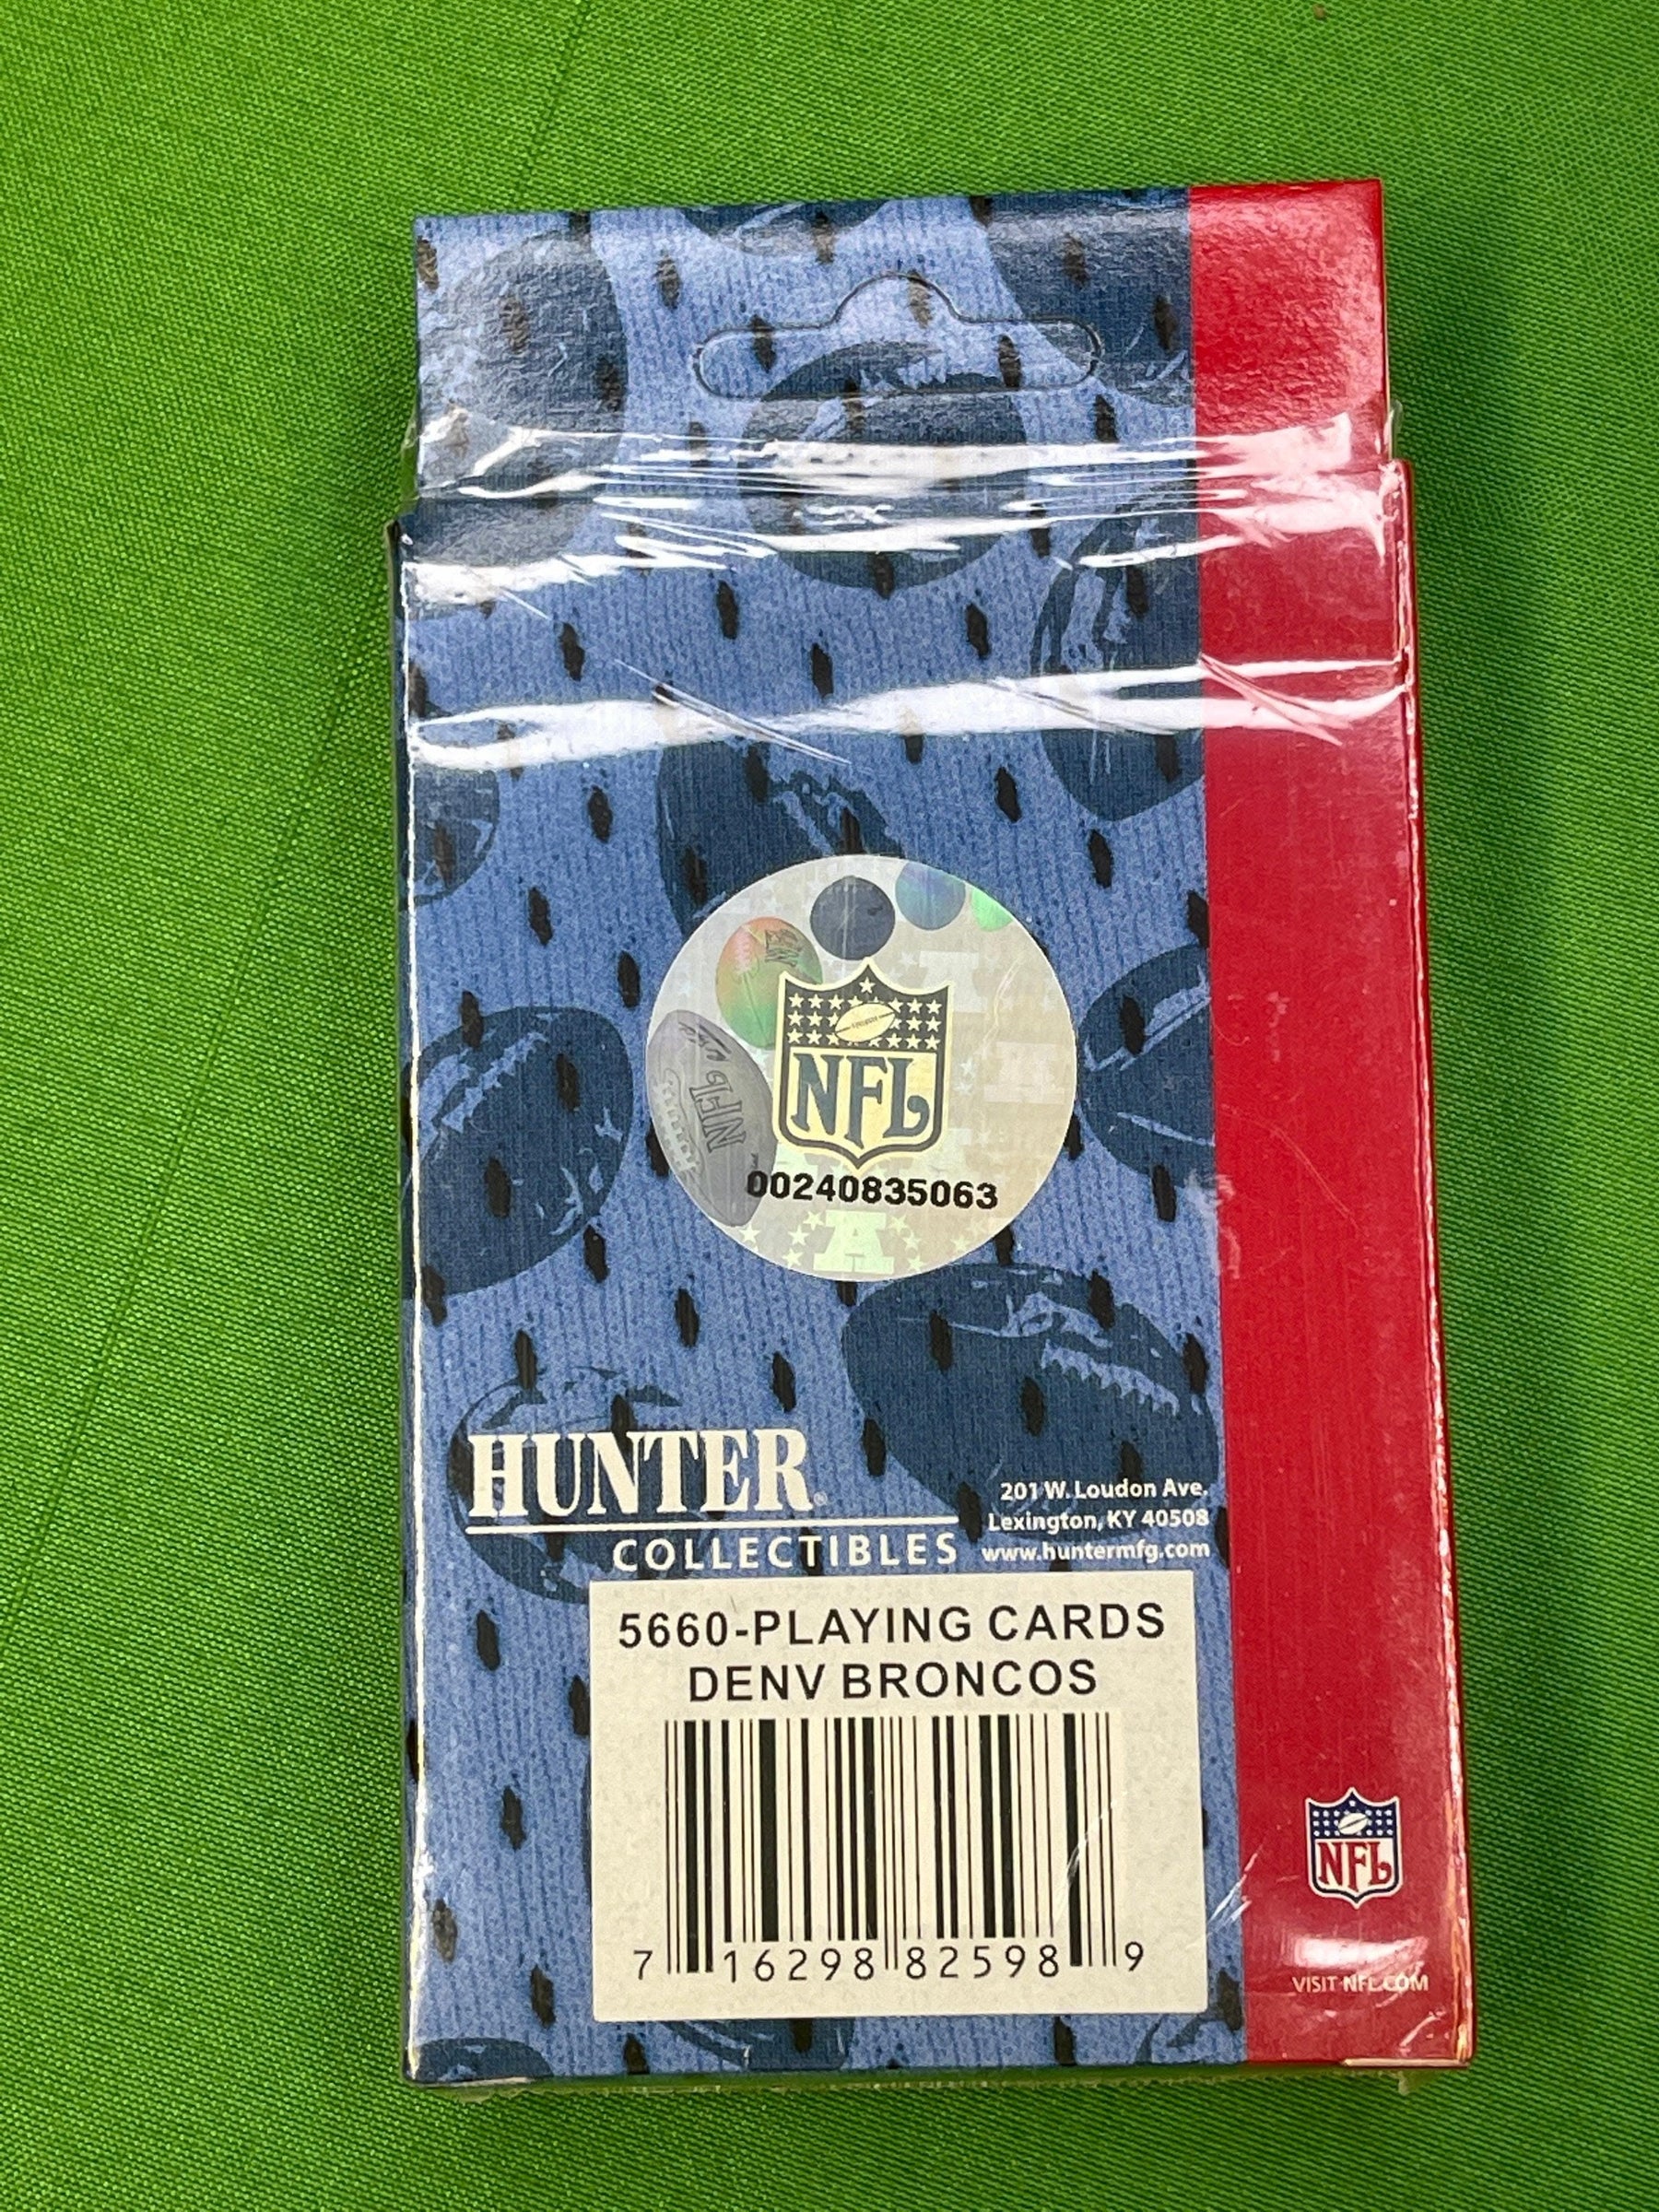 NFL
NFL
00240835063
HUNTER®
COLLECTIBLES
201 W. Loudon Ave.
Lexington, KY 40508
www.huntermfg.com
5660-PLAYING CARDS
DENV BRONCOS
7 16298 82598 9
NFL
VISIT NFL.COM